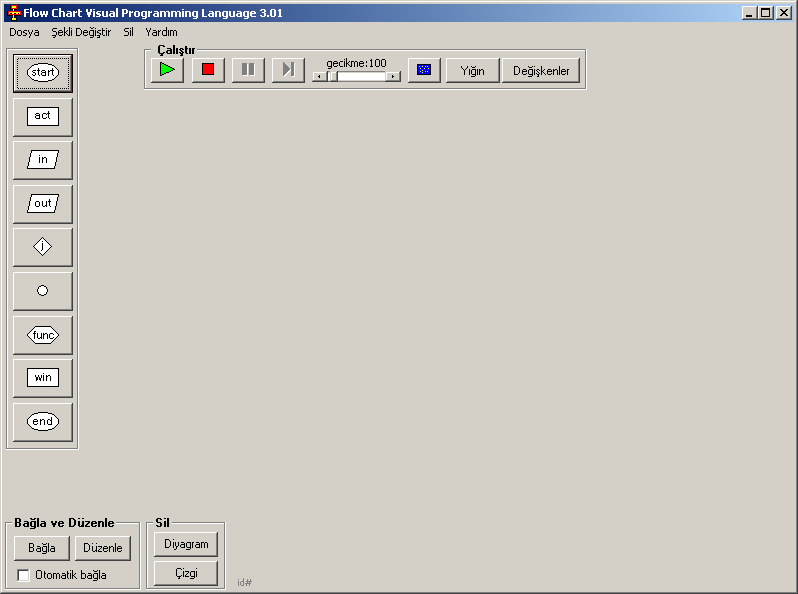 Flow Chart Visual Programming Language 3.01
Dosya Şekli Değiştir Sil Yardım
Çalıştır
gecikme:100
Yığın
Değişkenler
start
act
in
out
j
func
win
end
Bağla ve Düzenle
Bağla
Düzenle
Otomatik bağla
Sil
Diyagram
Çizgi
id#